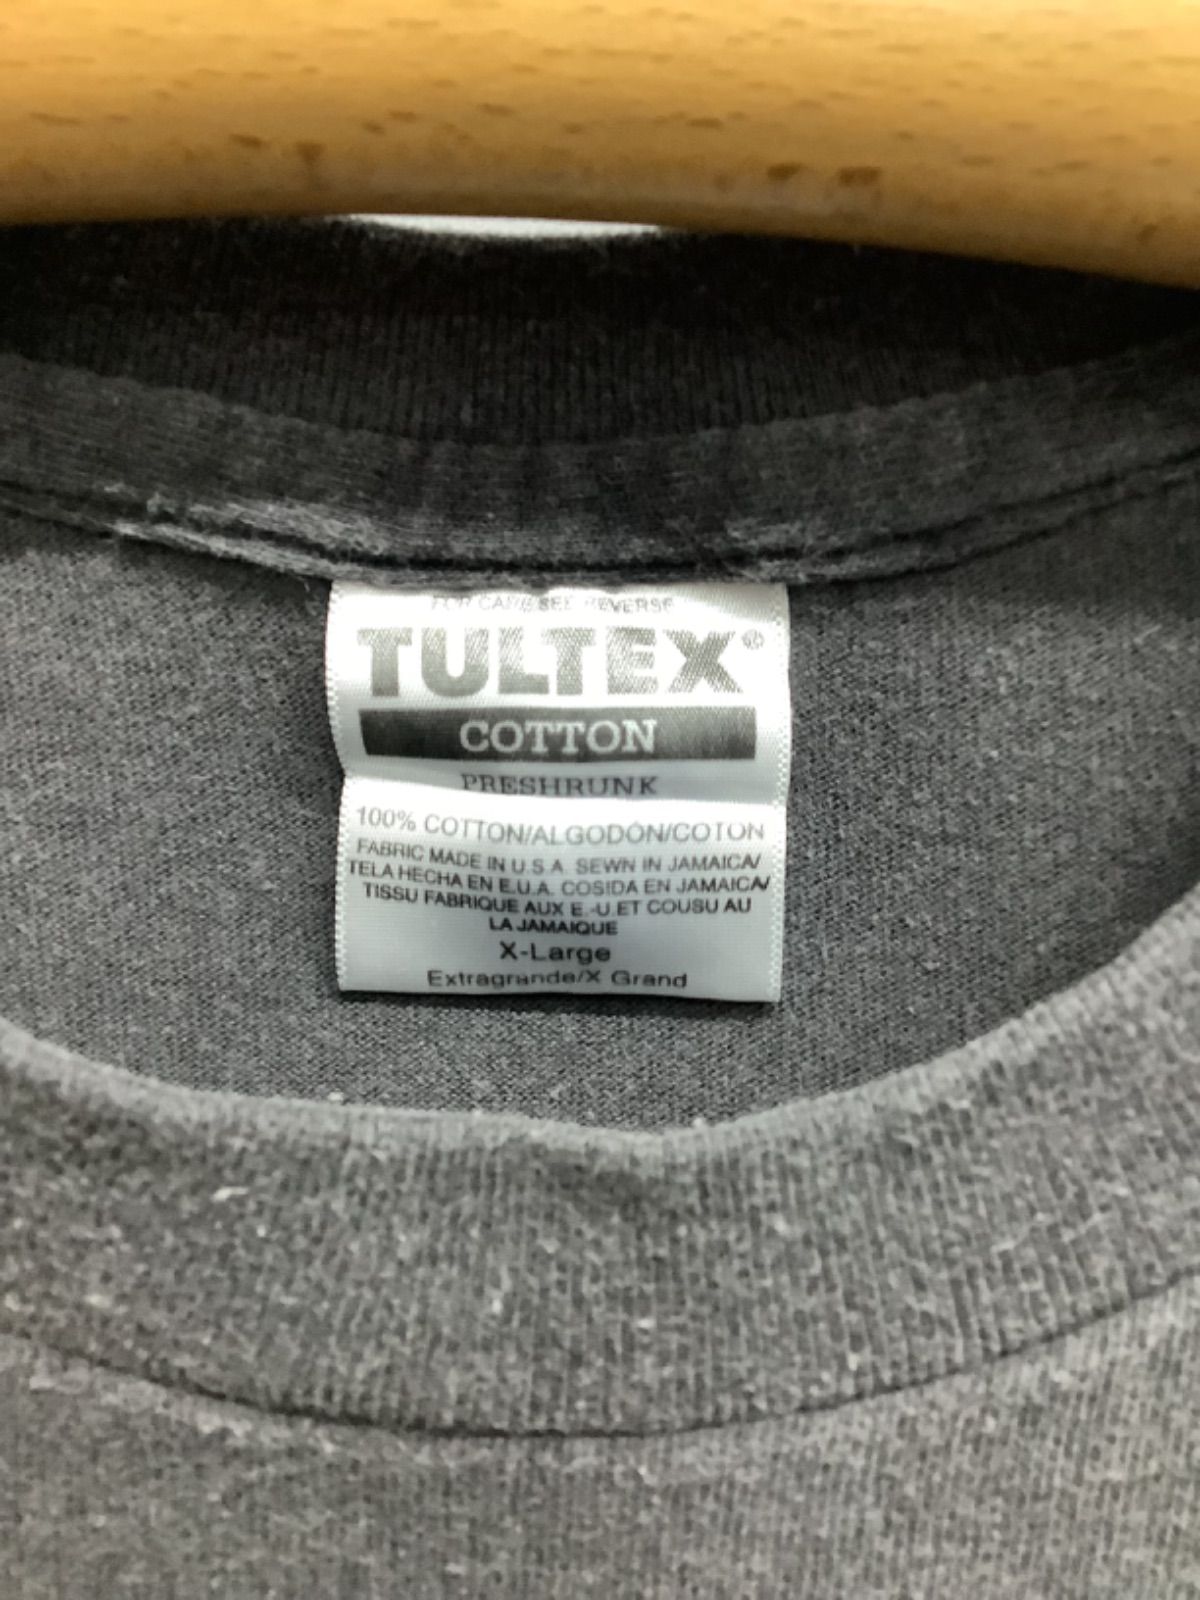 FOR CARE SEE REVERSE
TULTEX®
COTTON
PRESHRUNK
100% COTTON/ALGODÓN/COTON
FABRIC MADE IN U.S.A. SEWN IN JAMAICA/
TELA HECHA EN E.U.A. COSIDA EN JAMAICA/
TISSU FABRIQUE AUX E.-U.ET COUSU AU
LA JAMAIQUE
X-Large
Extragrande/X Grand